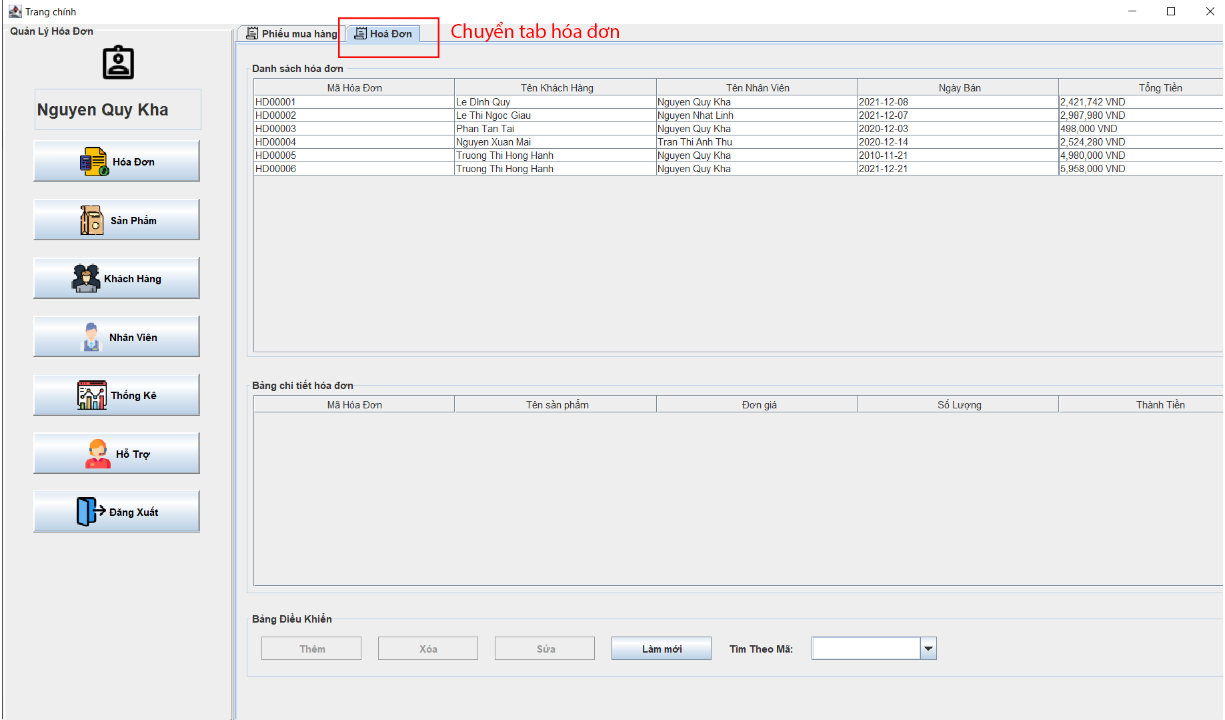 Trang chính
Quản Lý Hóa Đơn
Nguyen Quy Kha
Hóa Đơn
Sản Phẩm
Khách Hàng
Nhân Viên
Thống Kê
Hỗ Trợ
Đăng Xuất
Phiếu mua hàng
Hoá Đơn
Chuyển tab hóa đơn
Danh sách hóa đơn
Mã Hóa Đơn Tên Khách Hàng Tên Nhân Viên Ngày Bán Tổng Tiền
HD00001 Le DInh Quy Nguyen Quy Kha 2021-12-08 2,421,742 VND
HD00002 Le Thi Ngoc Giau Nguyen Nhat Linh 2021-12-07 2,987,980 VND
HD00003 Phan Tan Tai Nguyen Quy Kha 2020-12-03 498,000 VND
HD00004 Nguyen Xuan Mai Tran Thi Anh Thu 2020-12-14 2,524,280 VND
HD00005 Truong Thi Hong Hanh Nguyen Quy Kha 2010-11-21 4,980,000 VND
HD00006 Truong Thi Hong Hanh Nguyen Quy Kha 2021-12-21 5,958,000 VND
Bảng chi tiết hóa đơn
Mã Hóa Đơn Tên sản phẩm Đơn giá Số Lượng Thành Tiền
Bảng Điều Khiển
Thêm Xóa Sửa Làm mới Tìm Theo Mã: